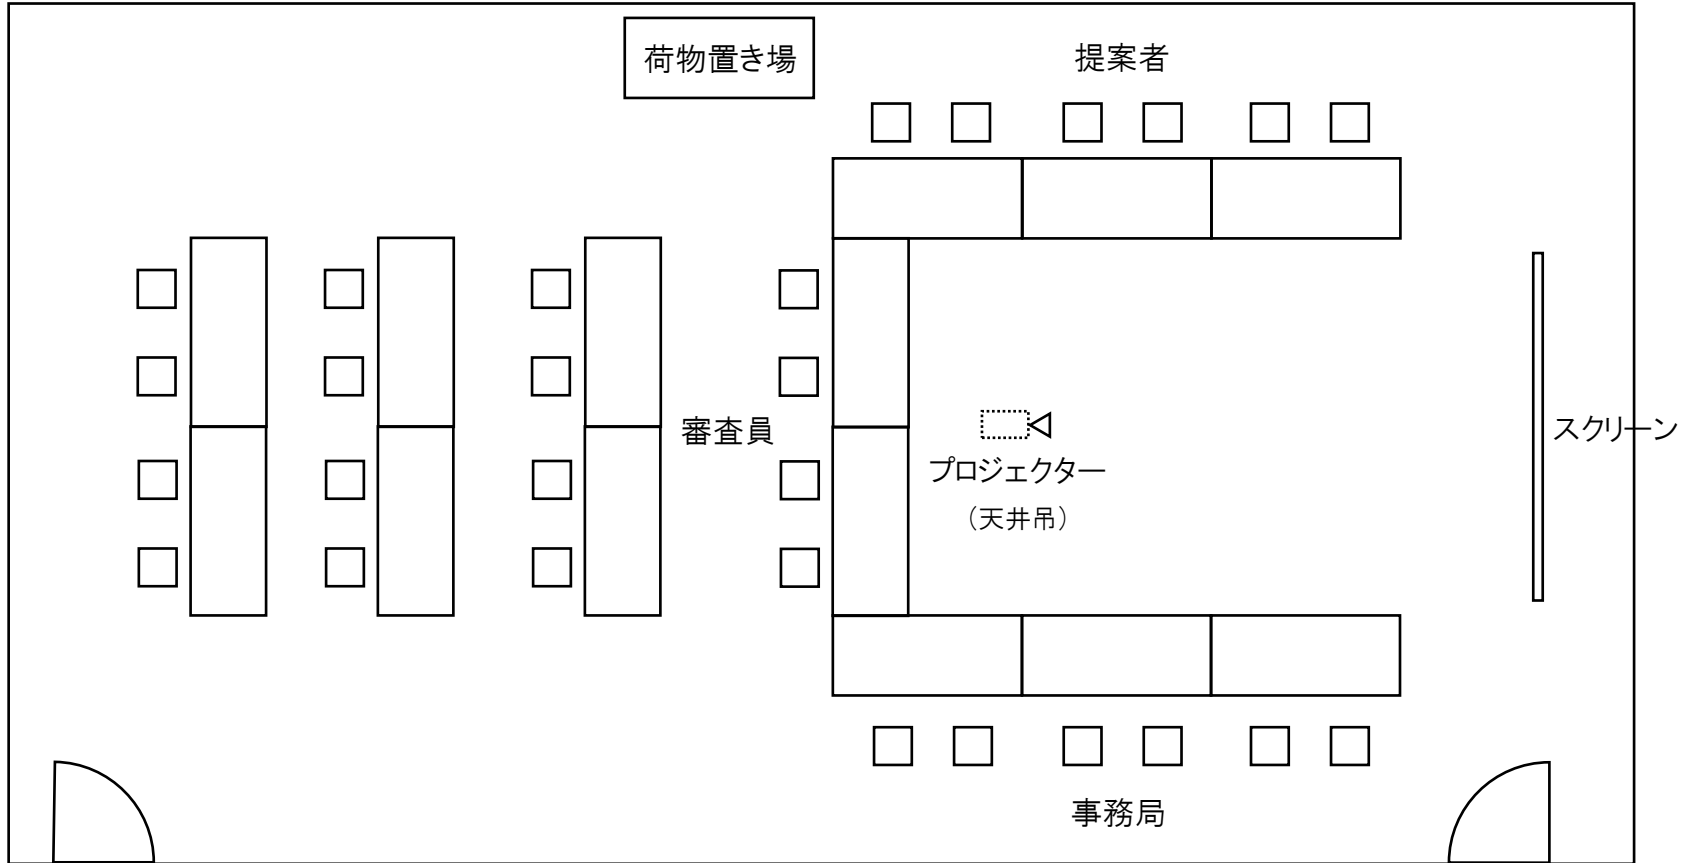 荷物置き場
提案者
審査員
プロジェクター
（天井吊）
スクリーン
事務局